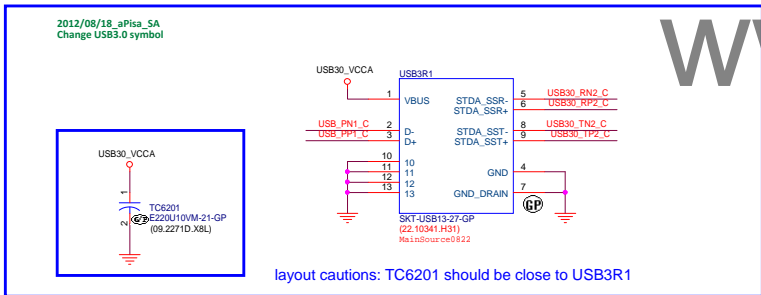 2012/08/18_aPisa_SA
Change USB3.0 symbol
USB30_VCCA
USB3R1
1 VBUS
STDA_SSR- 5 USB30_RN2_C
STDA_SSR+ 6 USB30_RP2_C
USB_PN1_C 2 D-
STDA_SST- 8 USB30_TN2_C
USB_PP1_C 3 D+
STDA_SST+ 9 USB30_TP2_C
10 10
11 11
12 12
13 13
GND 4
GND_DRAIN 7
GP
SKT-USB13-27-GP
(22.10341.H31)
MainSource0822
USB30_VCCA
1
TC6201
E220U10VM-21-GP
2
(09.2271D.X8L)
layout cautions: TC6201 should be close to USB3R1